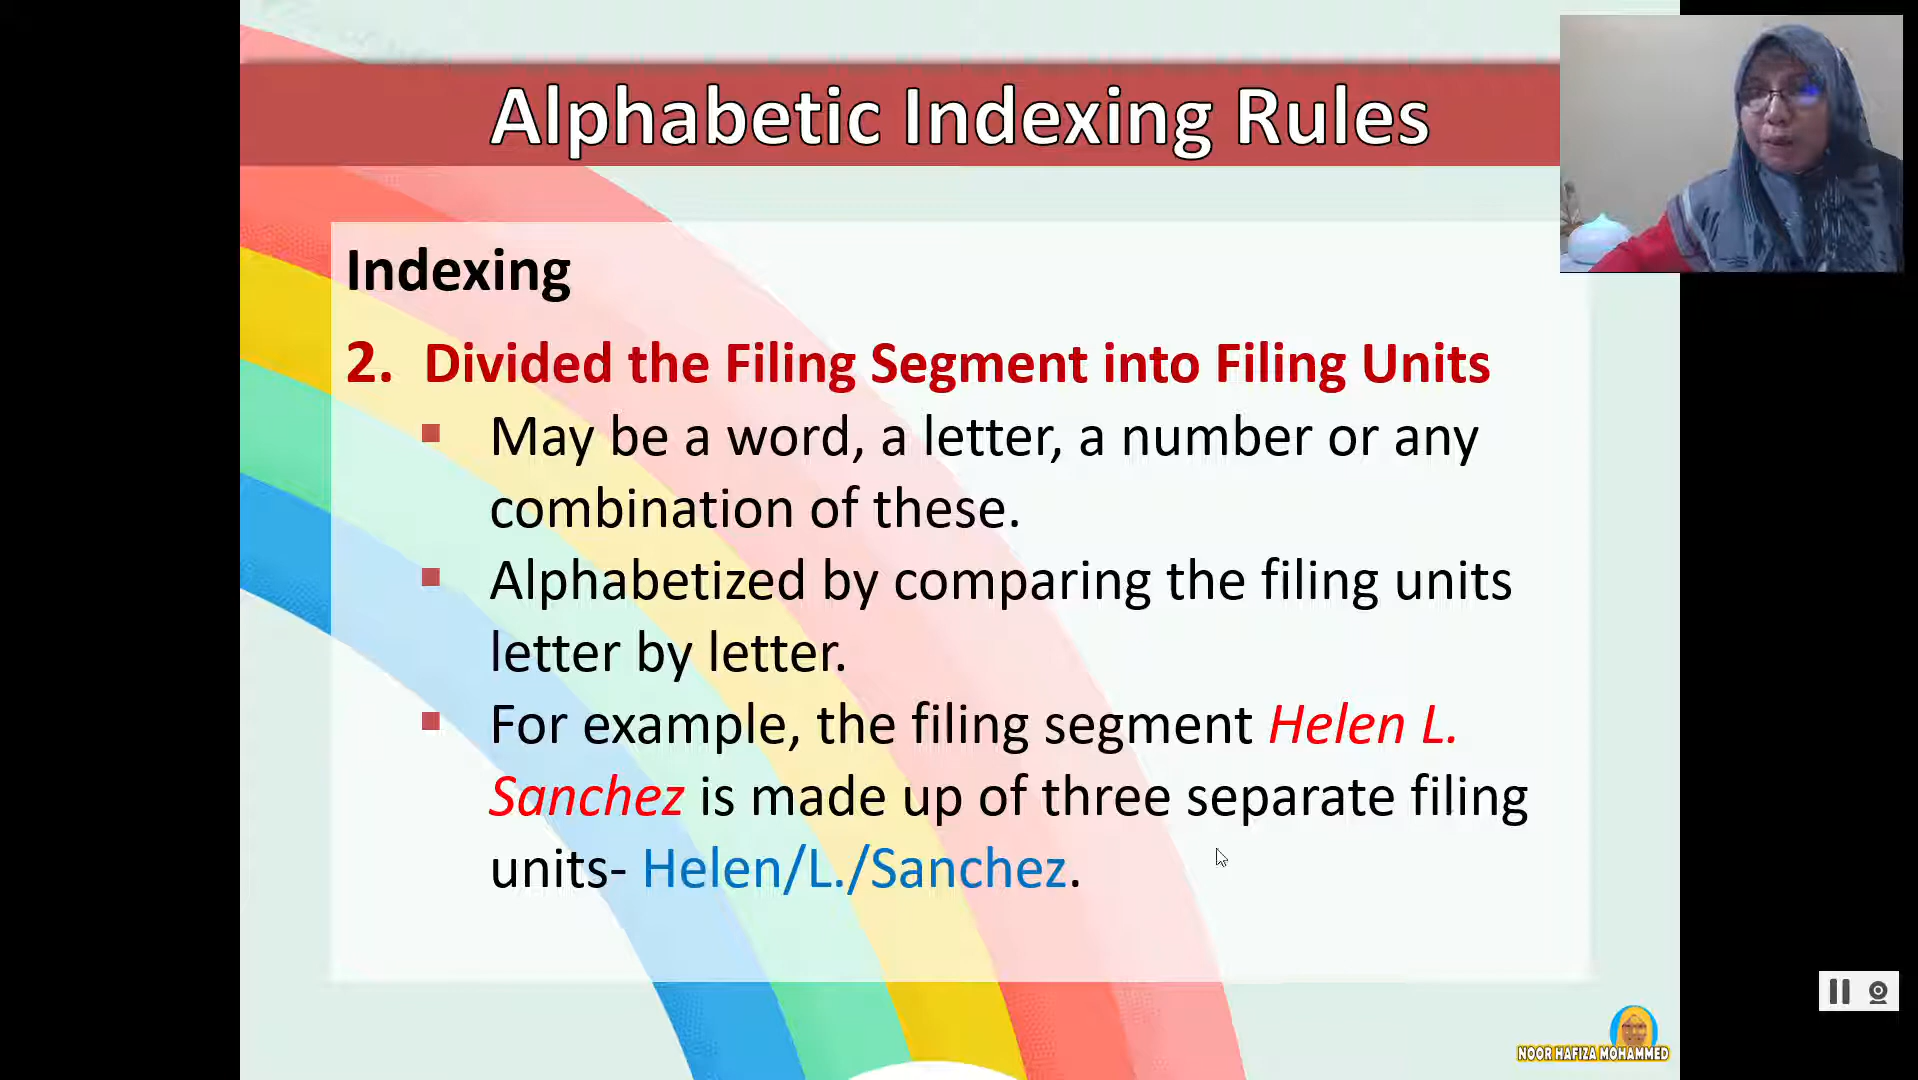 Alphabetic Indexing Rules
Indexing
2. Divided the Filing Segment into Filing Units
▪ May be a word, a letter, a number or any
combination of these.
▪ Alphabetized by comparing the filing units
letter by letter.
▪ For example, the filing segment Helen L.
Sanchez is made up of three separate filing
units- Helen/L./Sanchez.
NOOR HAFIZA MOHAMMED